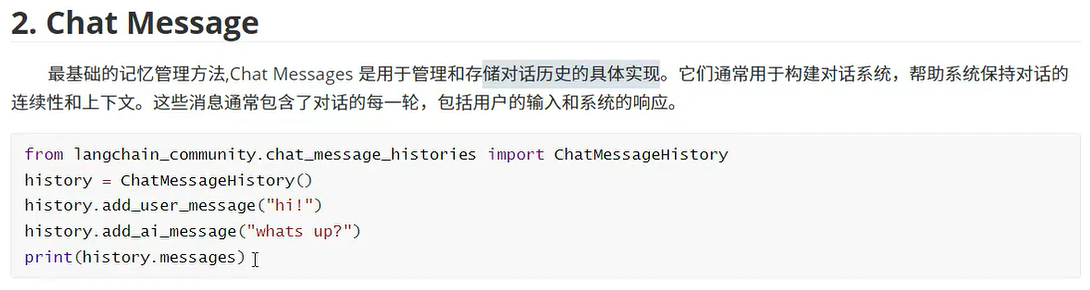 2. Chat Message
最基础的记忆管理方法,Chat Messages 是用于管理和存储对话历史的具体实现。它们通常用于构建对话系统，帮助系统保持对话的
连续性和上下文。这些消息通常包含了对话的每一轮，包括用户的输入和系统的响应。
from langchain_community.chat_message_histories import ChatMessageHistory
history = ChatMessageHistory()
history.add_user_message("hi!")
history.add_ai_message("whats up?")
print(history.messages)